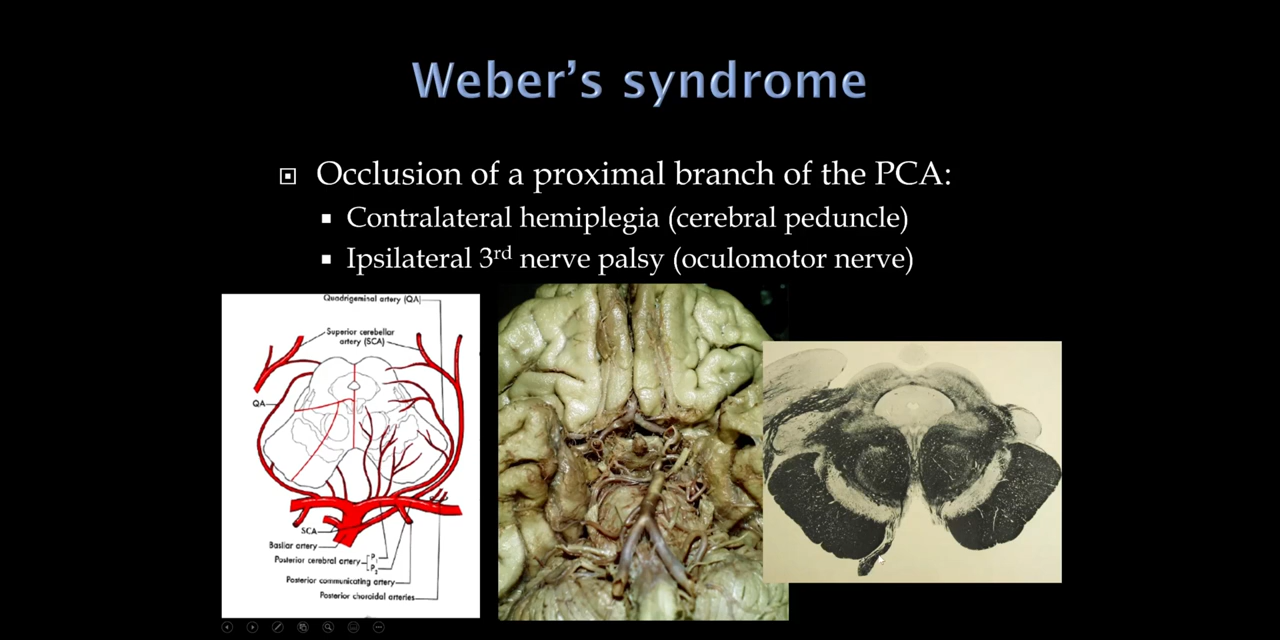 Weber's syndrome
Occlusion of a proximal branch of the PCA:
Contralateral hemiplegia (cerebral peduncle)
Ipsilateral 3rd nerve palsy (oculomotor nerve)
Quadrigeminal artery (QA)
Superior cerebellar
artery (SCA)
QA
SCA
Basilar artery
Posterior cerebral artery
P1
P2
Posterior communicating artery
Posterior choroidal arteries